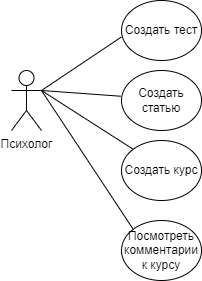 Создать тест
Создать
статью
Психолог
Создать курс
Посмотреть
комментарии
к курсу